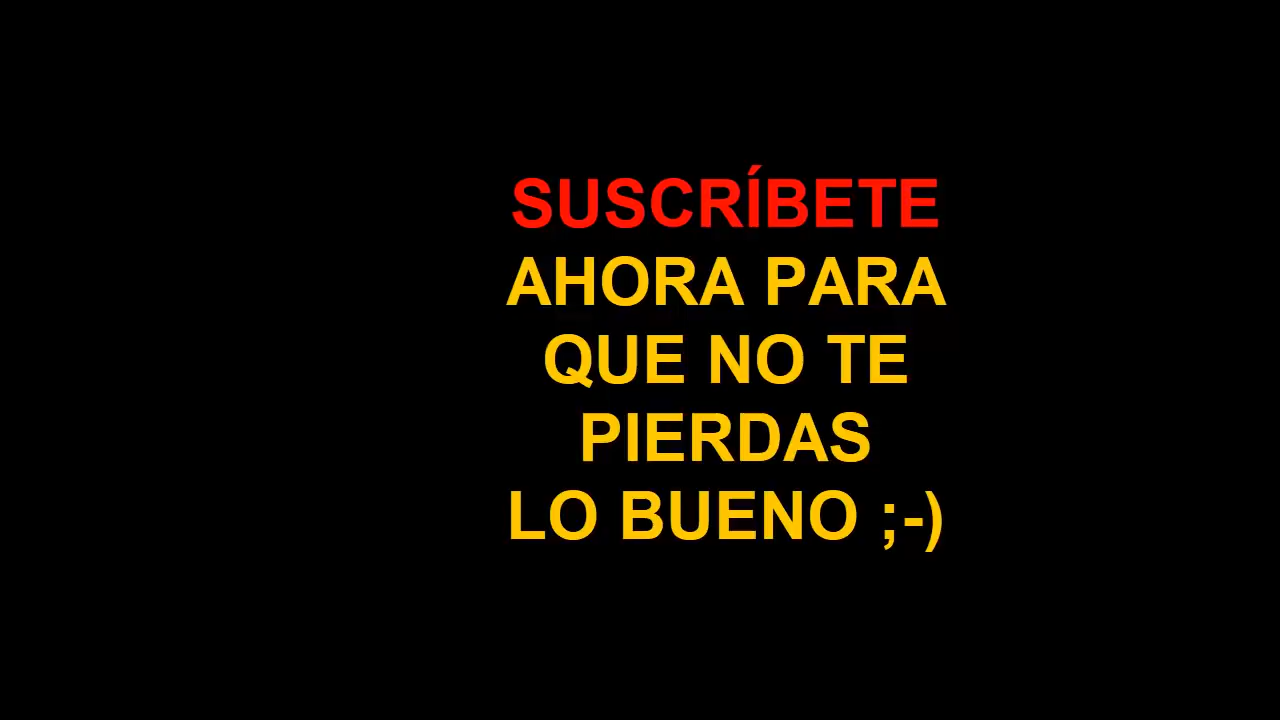 SUSCRÍBETE
AHORA PARA
QUE NO TE
PIERDAS
LO BUENO ;-)